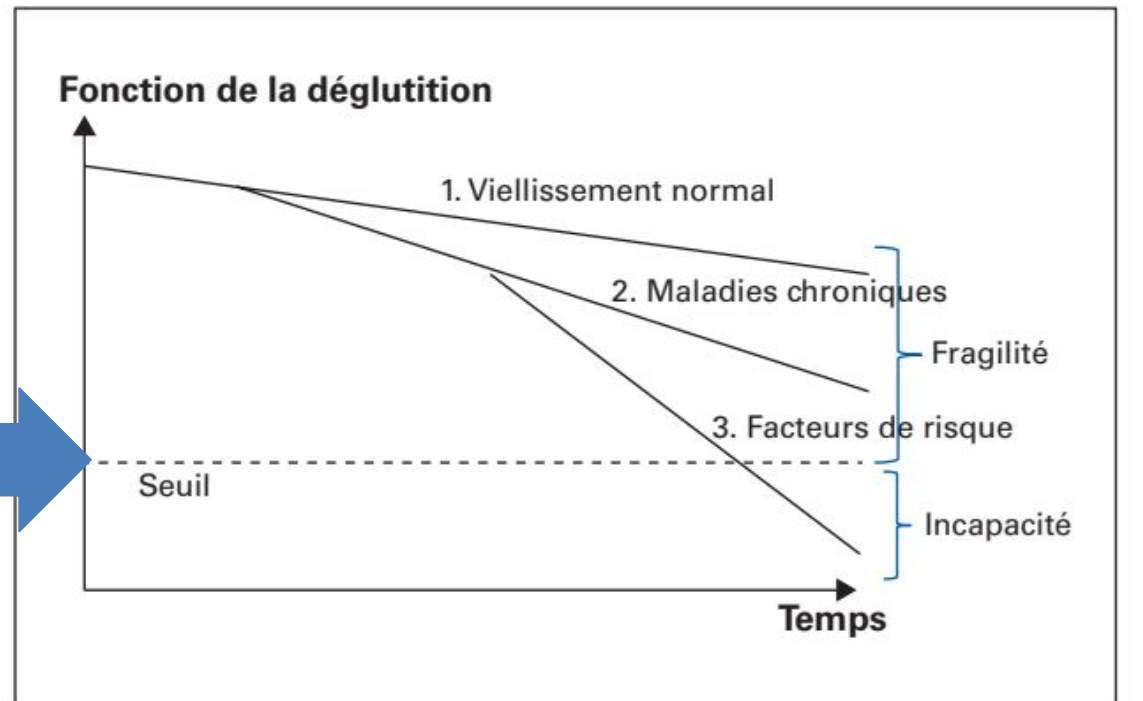 Fonction de la déglutition
1. Viellissement normal
2. Maladies chroniques
Fragilité
3. Facteurs de risque
Seuil
Incapacité
Temps